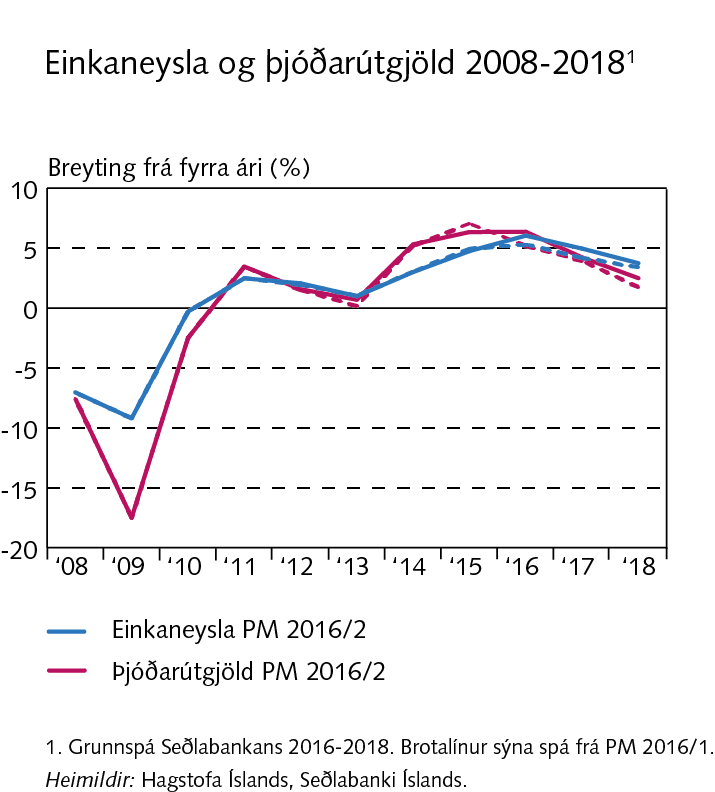 Einkaneysla og þjóðarútgjöld 2008-2018¹
Breyting frá fyrra ári (%)
10
5
0
-5
-10
-15
-20
‘08 ‘09 ‘10 ‘11 ‘12 ‘13 ‘14 ‘15 ‘16 ‘17 ‘18
Einkaneysla PM 2016/2
Þjóðarútgjöld PM 2016/2
1. Grunnspá Seðlabankans 2016-2018. Brotalínur sýna spá frá PM 2016/1.
Heimildir: Hagstofa Íslands, Seðlabanki Íslands.